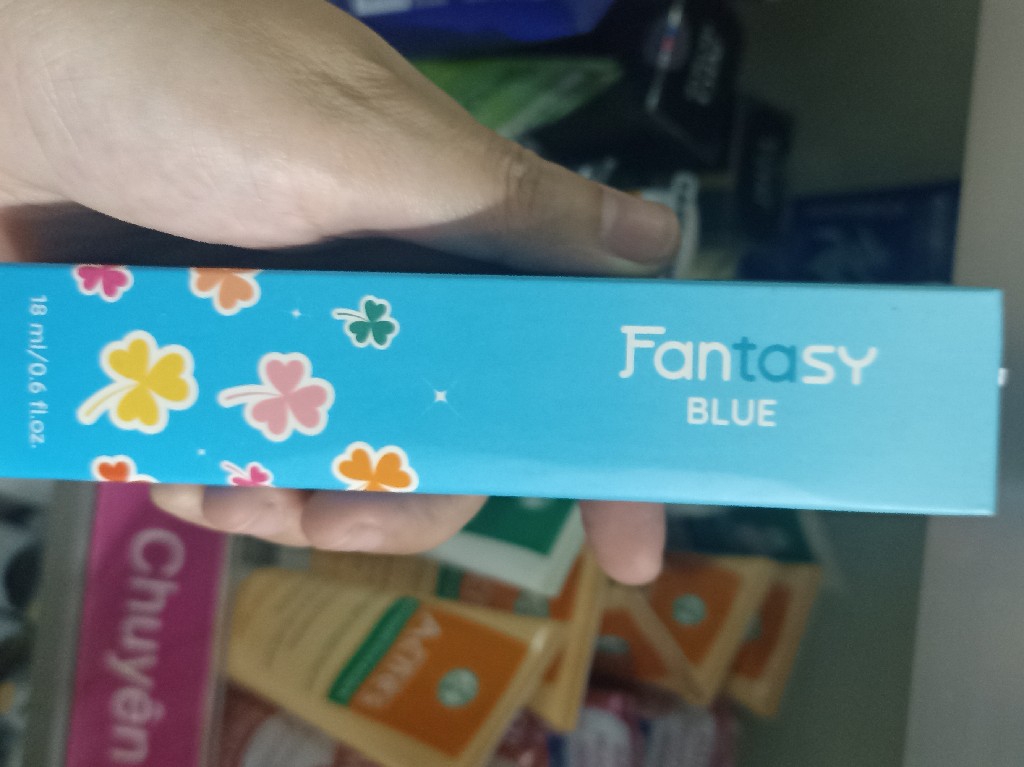 Fantasy
BLUE
18 ml/0.6 fl.oz.
Chuyên